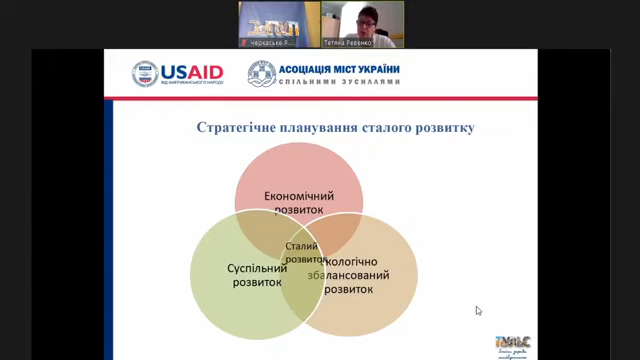 Черкаське Р...
Тетяна Ревенко
USAID
ВІД АМЕРИКАНСЬКОГО НАРОДУ
АСОЦІАЦІЯ МІСТ УКРАЇНИ
СПІЛЬНИМИ ЗУСИЛЛЯМИ
Стратегічне планування сталого розвитку
Економічний
розвиток
Сталий
розвиток
Суспільний
розвиток
Екологічно
збалансований
розвиток
ПУЛЬС